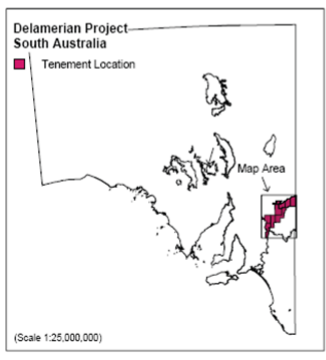 Delamerian Project
South Australia
Tenement Location
Map Area
(Scale 1:25,000,000)